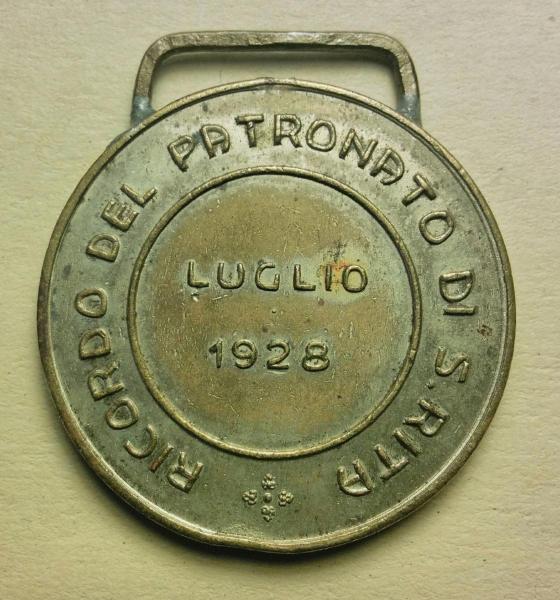 RICORDO DEL PATRONATO DI S. RITA
LUGLIO
1928